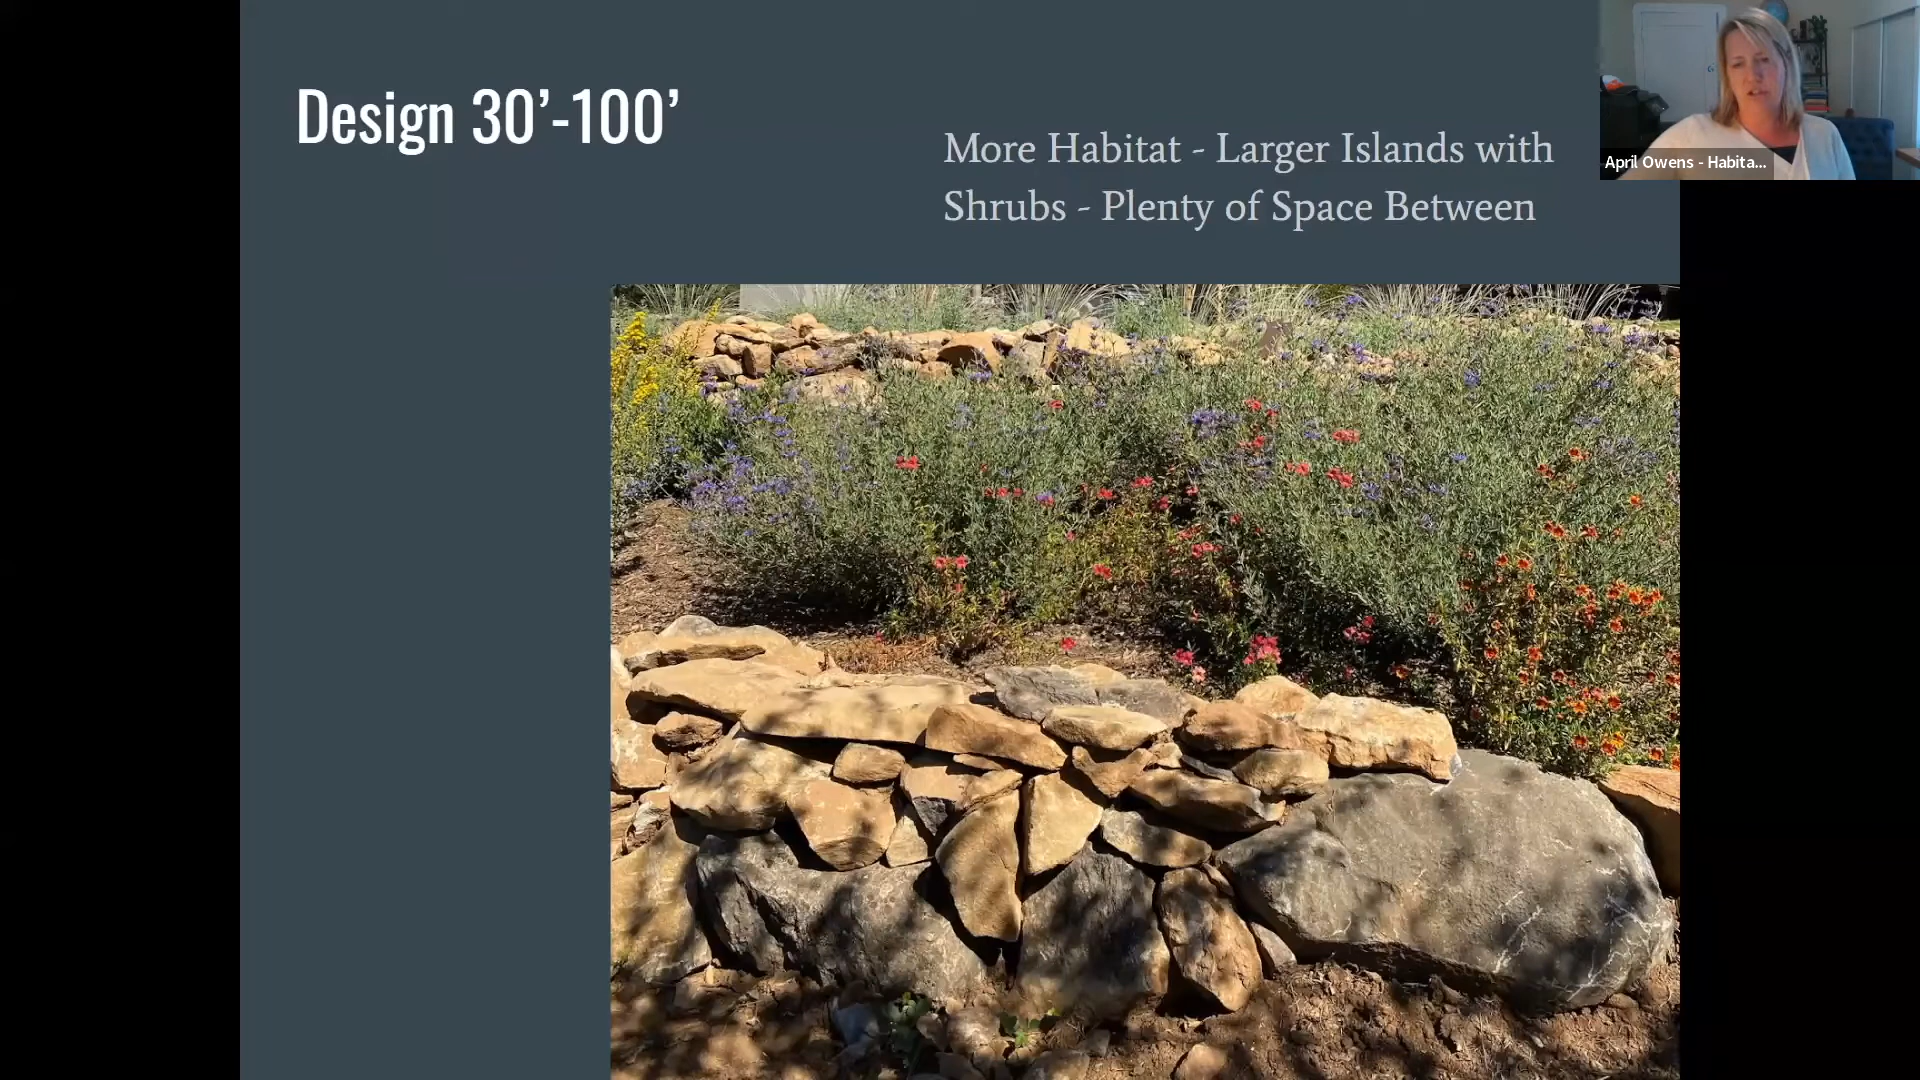 Design 30’-100’
More Habitat - Larger Islands with
Shrubs - Plenty of Space Between
April Owens - Habita...